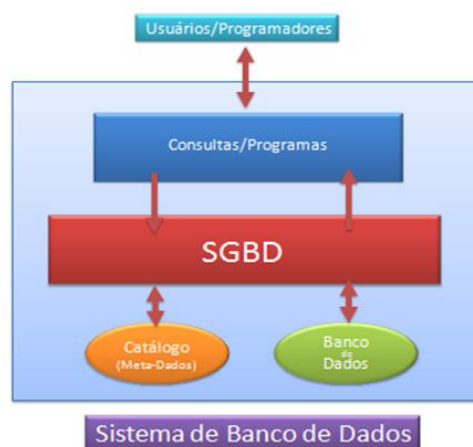 Usuários/Programadores
Consultas/Programas
SGBD
Catálogo
(Meta-Dados)
Banco
de
Dados
Sistema de Banco de Dados